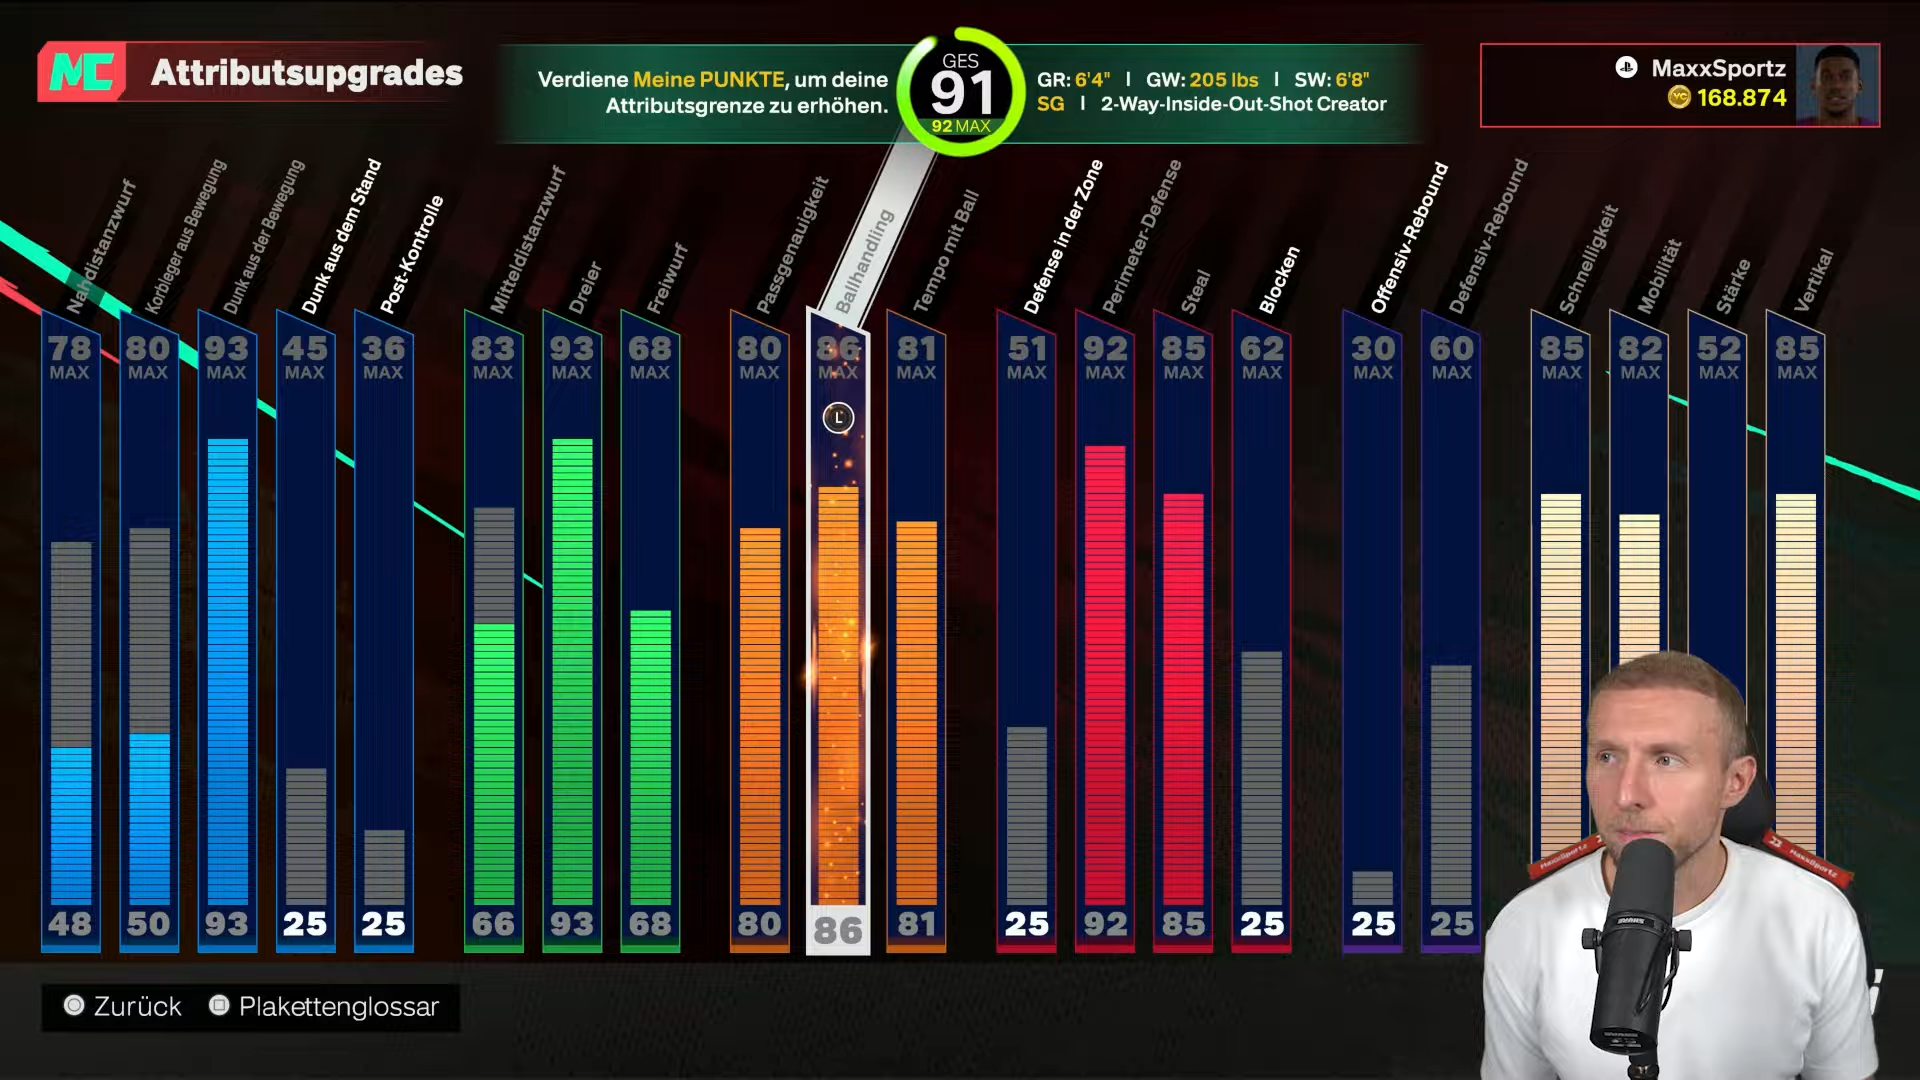 MC Attributsupgrades
Verdiene Meine PUNKTE, um deine
Attributsgrenze zu erhöhen.
GES
91
92 MAX
GR: 6'4" | GW: 205 lbs | SW: 6'8"
SG | 2-Way-Inside-Out-Shot Creator
MaxxSportz
VC 168.874
Nahdistanzwurf
Korbleger aus Bewegung
Dunk aus der Bewegung
Dunk aus dem Stand
Post-Kontrolle
Mitteldistanzwurf
Dreier
Freiwurf
Passgenauigkeit
Ballhandling
Tempo mit Ball
Defense in der Zone
Perimeter-Defense
Steal
Blocken
Offensiv-Rebound
Defensiv-Rebound
Schnelligkeit
Mobilität
Stärke
Vertikal
78 80 93 45 36 83 93 68 80 86 81 51 92 85 62 30 60 85 82 52 85
MAX MAX MAX MAX MAX MAX MAX MAX MAX MAX MAX MAX MAX MAX MAX MAX MAX MAX MAX MAX MAX
L
MaxxSportz MaxxSportz
48 50 93 25 25 66 93 68 80 86 81 25 92 85 25 25 25
SHURE
Zurück Plakettenglossar